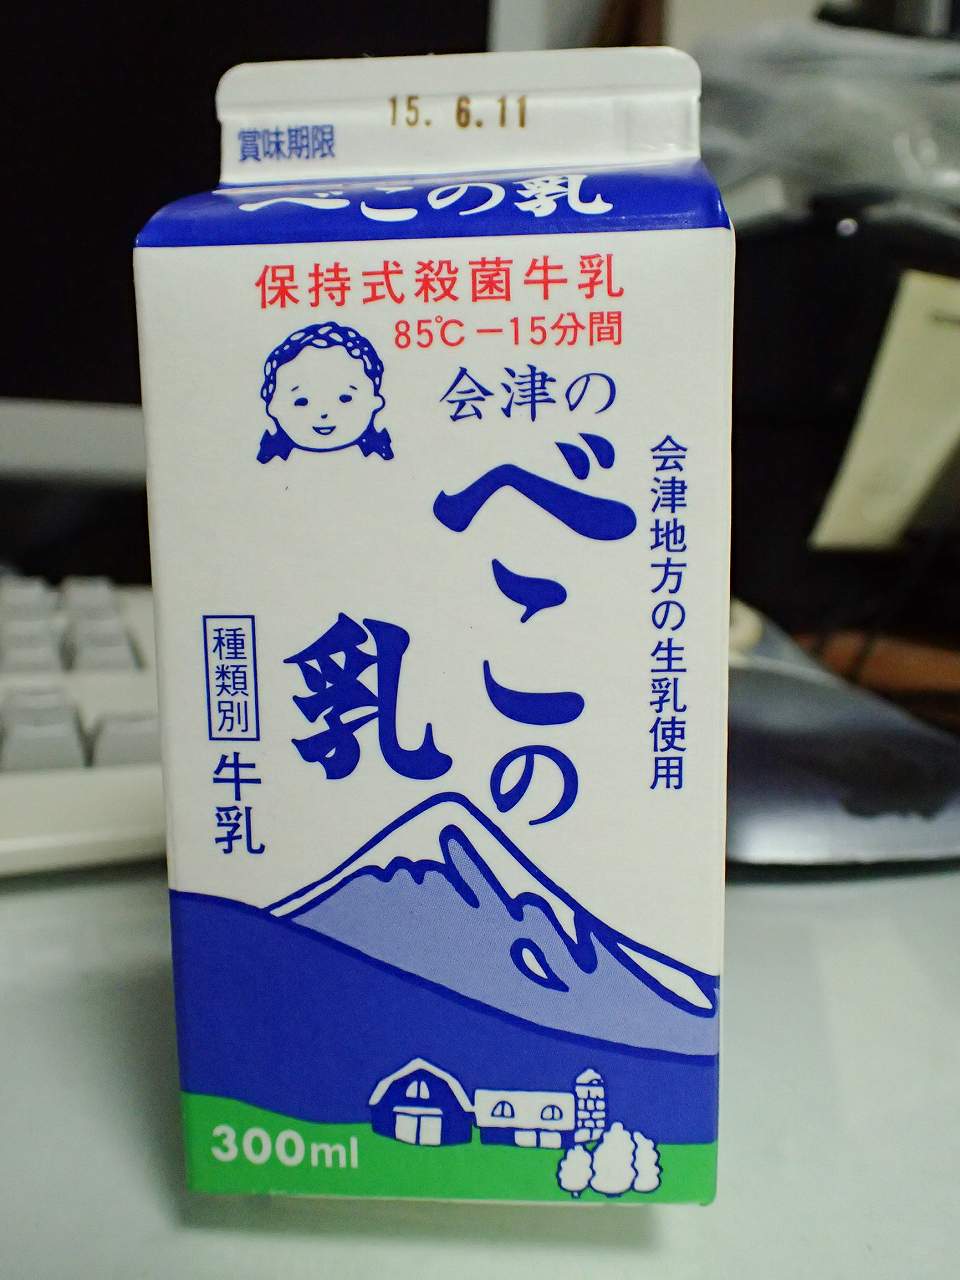 15. 6.11
賞味期限
べこの乳
保持式殺菌牛乳
85℃ー15分間
会津の
べこの
乳
会津地方の生乳使用
種類別
牛乳
300ml